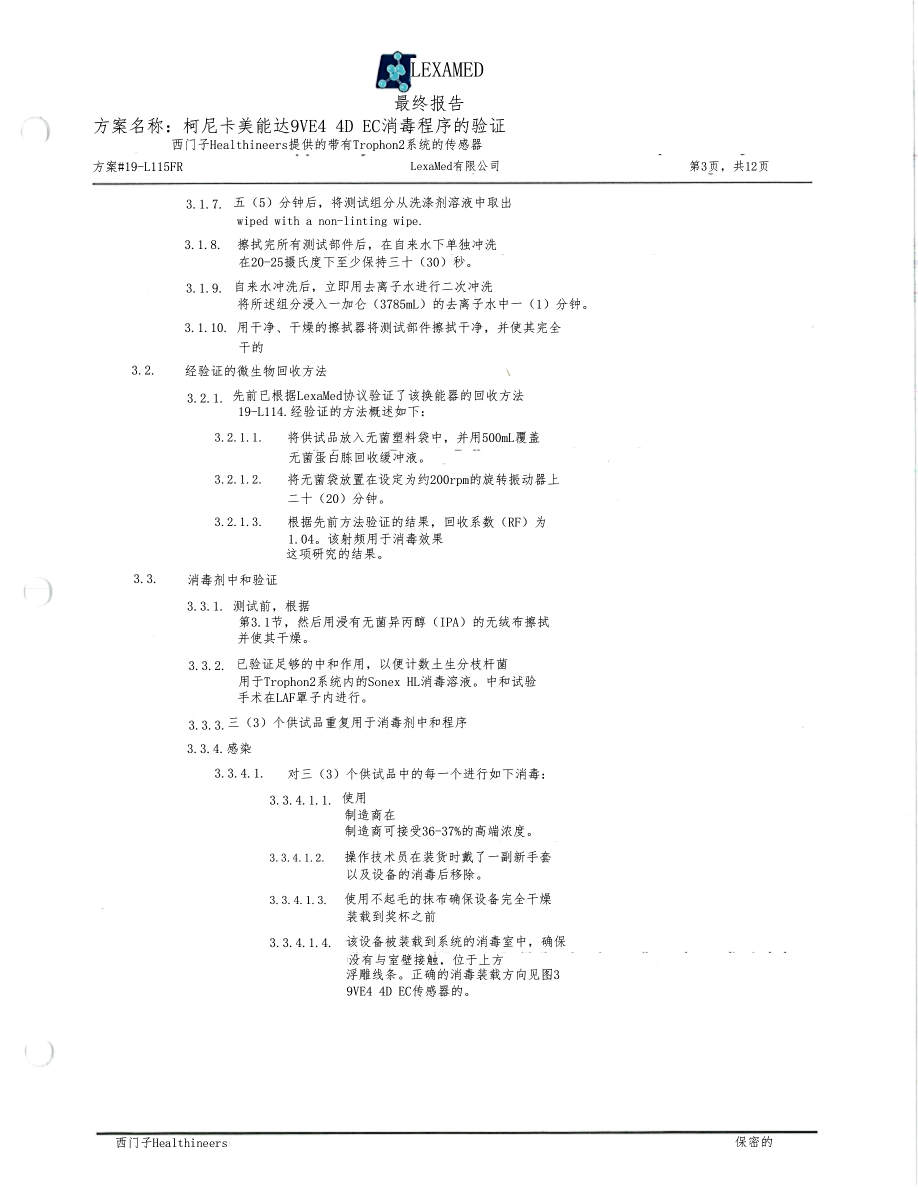 LEXAMED
最终报告
方案名称：柯尼卡美能达9VE4 4D EC消毒程序的验证
西门子Healthineers提供的带有Trophon2系统的传感器
方案#19-L115FR LexaMed有限公司 第3页，共12页
3.1.7. 五（5）分钟后，将测试组分从洗涤剂溶液中取出
wiped with a non-linting wipe.
3.1.8. 擦拭完所有测试部件后，在自来水下单独冲洗
在20-25摄氏度下至少保持三十（30）秒。
3.1.9. 自来水冲洗后，立即用去离子水进行二次冲洗
将所述组分浸入一加仑（3785mL）的去离子水中一（1）分钟。
3.1.10. 用干净、干燥的擦拭器将测试部件擦拭干净，并使其完全
干的
3.2. 经验证的微生物回收方法
3.2.1. 先前已根据LexaMed协议验证了该换能器的回收方法
19-L114.经验证的方法概述如下：
3.2.1.1. 将供试品放入无菌塑料袋中，并用500mL覆盖
无菌蛋白胨回收缓冲液。
3.2.1.2. 将无菌袋放置在设定为约200rpm的旋转振动器上
二十（20）分钟。
3.2.1.3. 根据先前方法验证的结果，回收系数（RF）为
1.04。该射频用于消毒效果
这项研究的结果。
3.3. 消毒剂中和验证
3.3.1. 测试前，根据
第3.1节，然后用浸有无菌异丙醇（IPA）的无绒布擦拭
并使其干燥。
3.3.2. 已验证足够的中和作用，以便计数土生分枝杆菌
用于Trophon2系统内的Sonex HL消毒溶液。中和试验
手术在LAF罩子内进行。
3.3.3. 三（3）个供试品重复用于消毒剂中和程序
3.3.4. 感染
3.3.4.1. 对三（3）个供试品中的每一个进行如下消毒：
3.3.4.1.1. 使用
制造商在
制造商可接受36-37%的高端浓度。
3.3.4.1.2. 操作技术员在装货时戴了一副新手套
以及设备的消毒后移除。
3.3.4.1.3. 使用不起毛的抹布确保设备完全干燥
装载到奖杯之前
3.3.4.1.4. 该设备被装载到系统的消毒室中，确保
没有与室壁接触，位于上方
浮雕线条。正确的消毒装载方向见图3
9VE4 4D EC传感器的。
西门子Healthineers 保密的